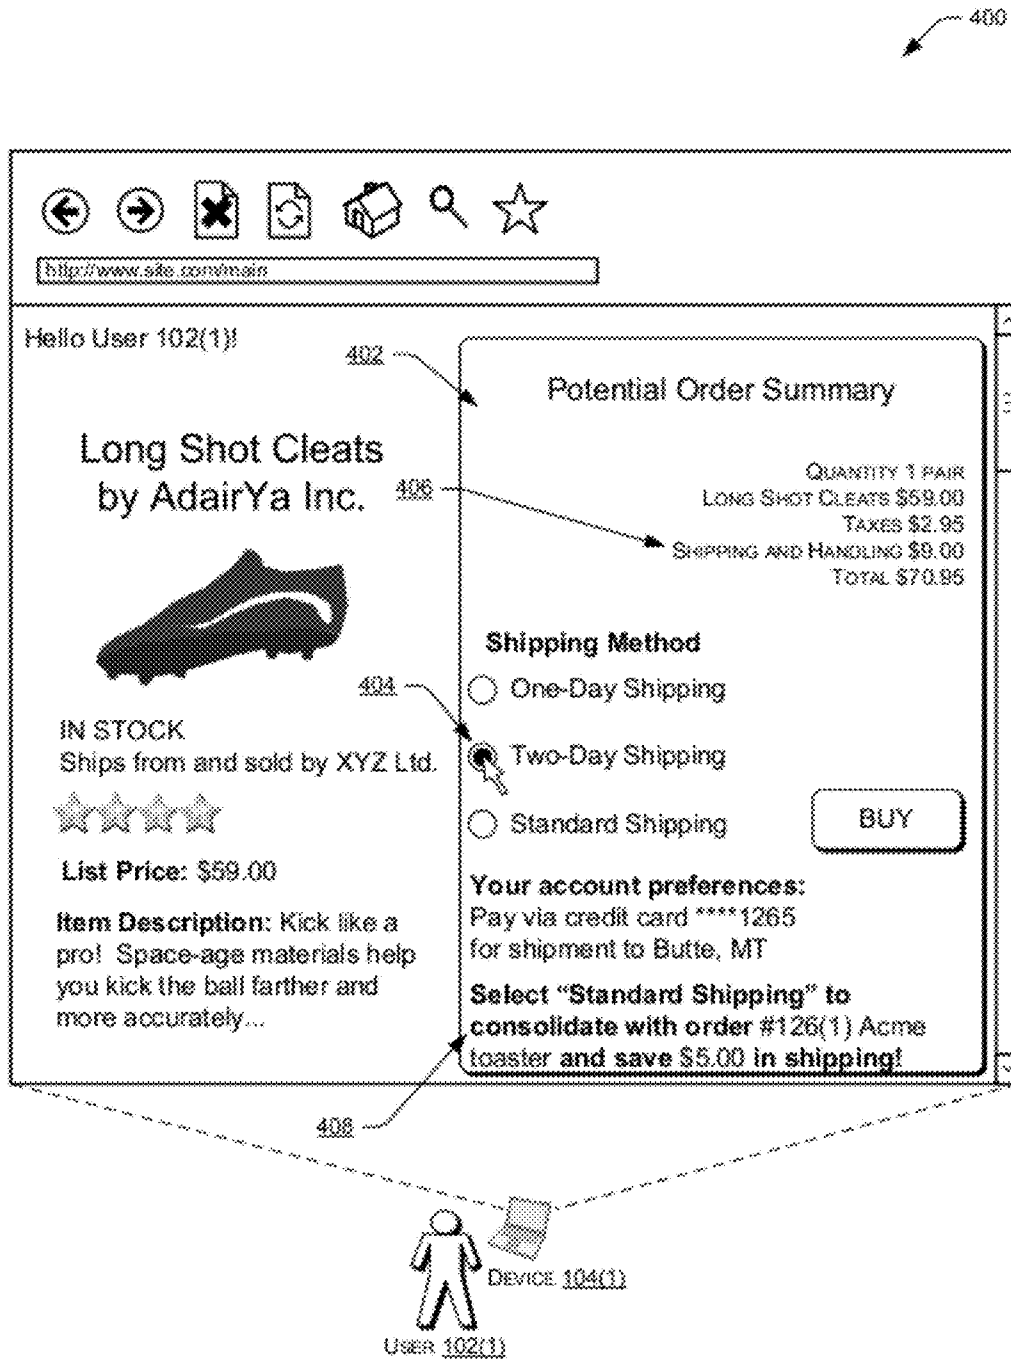 400
http://www.site.com/main
Hello User 102(1)!
402
Potential Order Summary
Long Shot Cleats
by AdairYa Inc.
406
QUANTITY 1 PAIR
LONG SHOT CLEATS $59.00
TAXES $2.95
SHIPPING AND HANDLING $9.00
TOTAL $70.95
Shipping Method
404
One-Day Shipping
IN STOCK
Ships from and sold by XYZ Ltd.
Two-Day Shipping
Standard Shipping
BUY
List Price: $59.00
Your account preferences:
Pay via credit card ****1265
for shipment to Butte, MT
Item Description: Kick like a
pro! Space-age materials help
you kick the ball farther and
more accurately...
Select “Standard Shipping” to
consolidate with order #126(1) Acme
toaster and save $5.00 in shipping!
408
DEVICE 104(1)
USER 102(1)